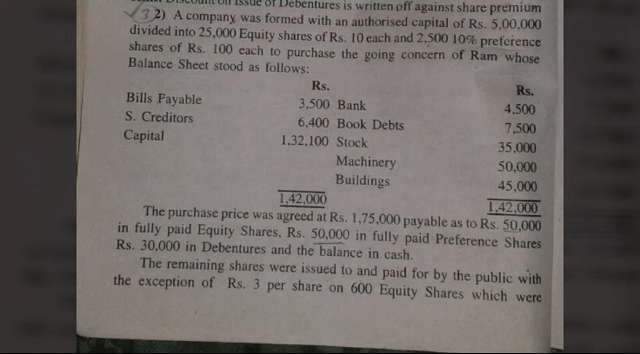 Discount on Issue of Debentures is written off against share premium
32) A company was formed with an authorised capital of Rs. 5,00,000
divided into 25,000 Equity shares of Rs. 10 each and 2,500 10% preference
shares of Rs. 100 each to purchase the going concern of Ram whose
Balance Sheet stood as follows:
Rs. Rs.
Bills Payable 3,500 Bank 4,500
S. Creditors 6,400 Book Debts 7,500
Capital 1,32,100 Stock 35,000
Machinery 50,000
Buildings 45,000
1,42,000 1,42,000
The purchase price was agreed at Rs. 1,75,000 payable as to Rs. 50,000
in fully paid Equity Shares, Rs. 50,000 in fully paid Preference Shares
Rs. 30,000 in Debentures and the balance in cash.
The remaining shares were issued to and paid for by the public with
the exception of Rs. 3 per share on 600 Equity Shares which were